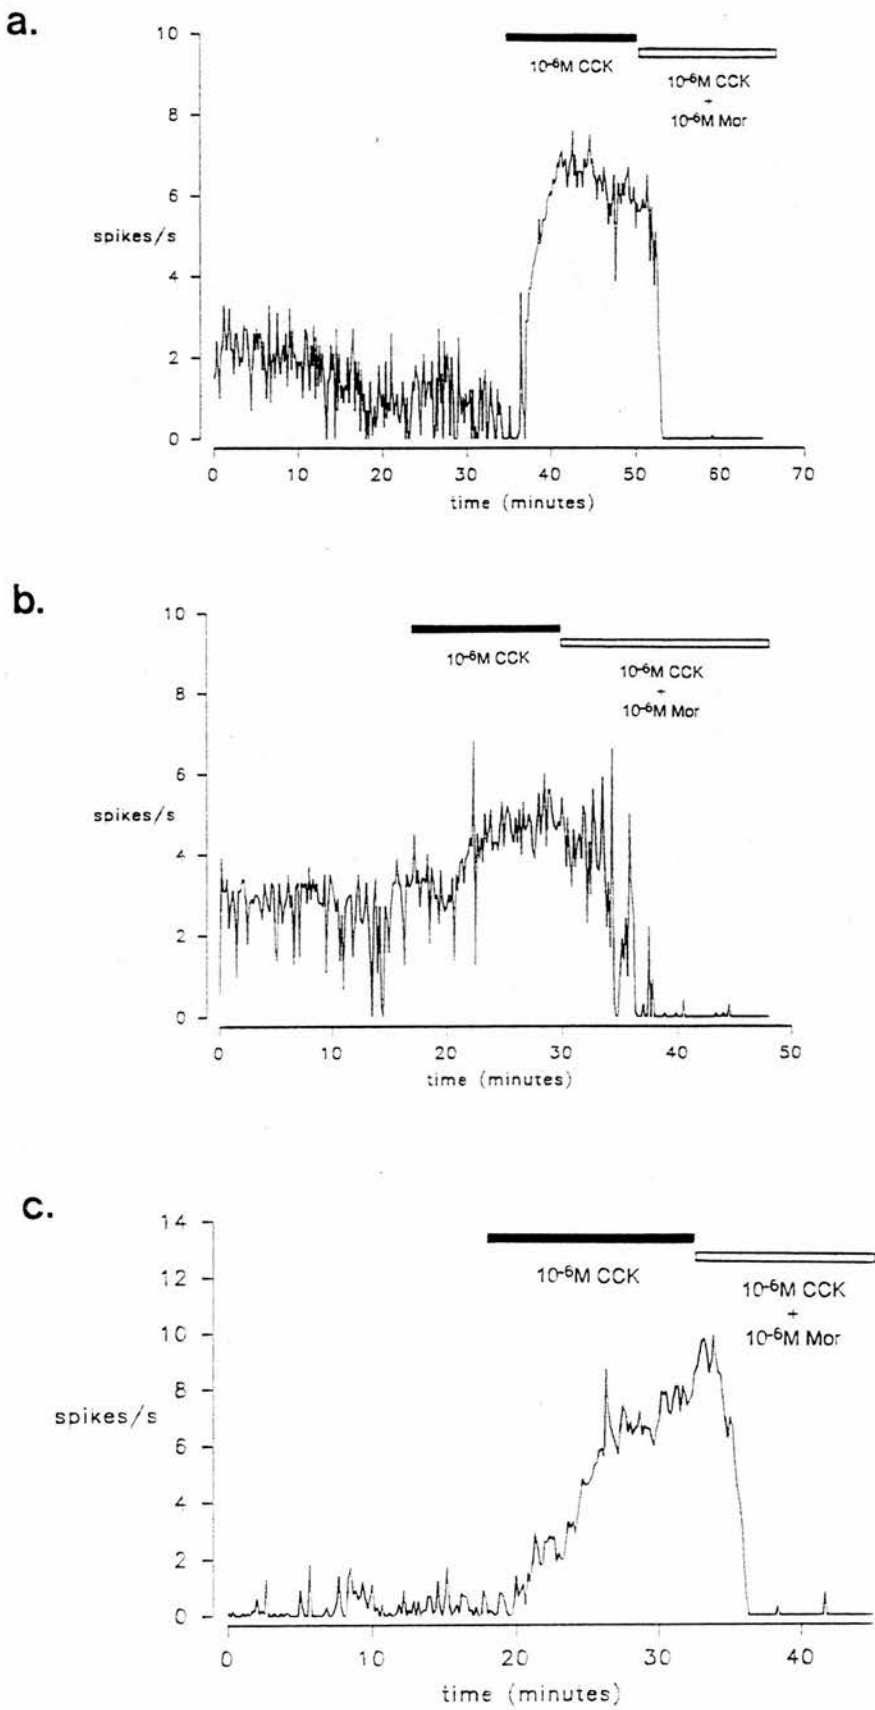 a.
10
8
6
4
2
0
spikes/s
10⁻⁶M CCK
10⁻⁶M CCK
+
10⁻⁶M Mor
0 10 20 30 40 50 60 70
time (minutes)
b.
10
8
6
4
2
0
spikes/s
10⁻⁶M CCK
10⁻⁶M CCK
+
10⁻⁶M Mor
0 10 20 30 40 50
time (minutes)
c.
14
12
10
8
6
4
2
0
spikes/s
10⁻⁶M CCK
10⁻⁶M CCK
+
10⁻⁶M Mor
0 10 20 30 40
time (minutes)